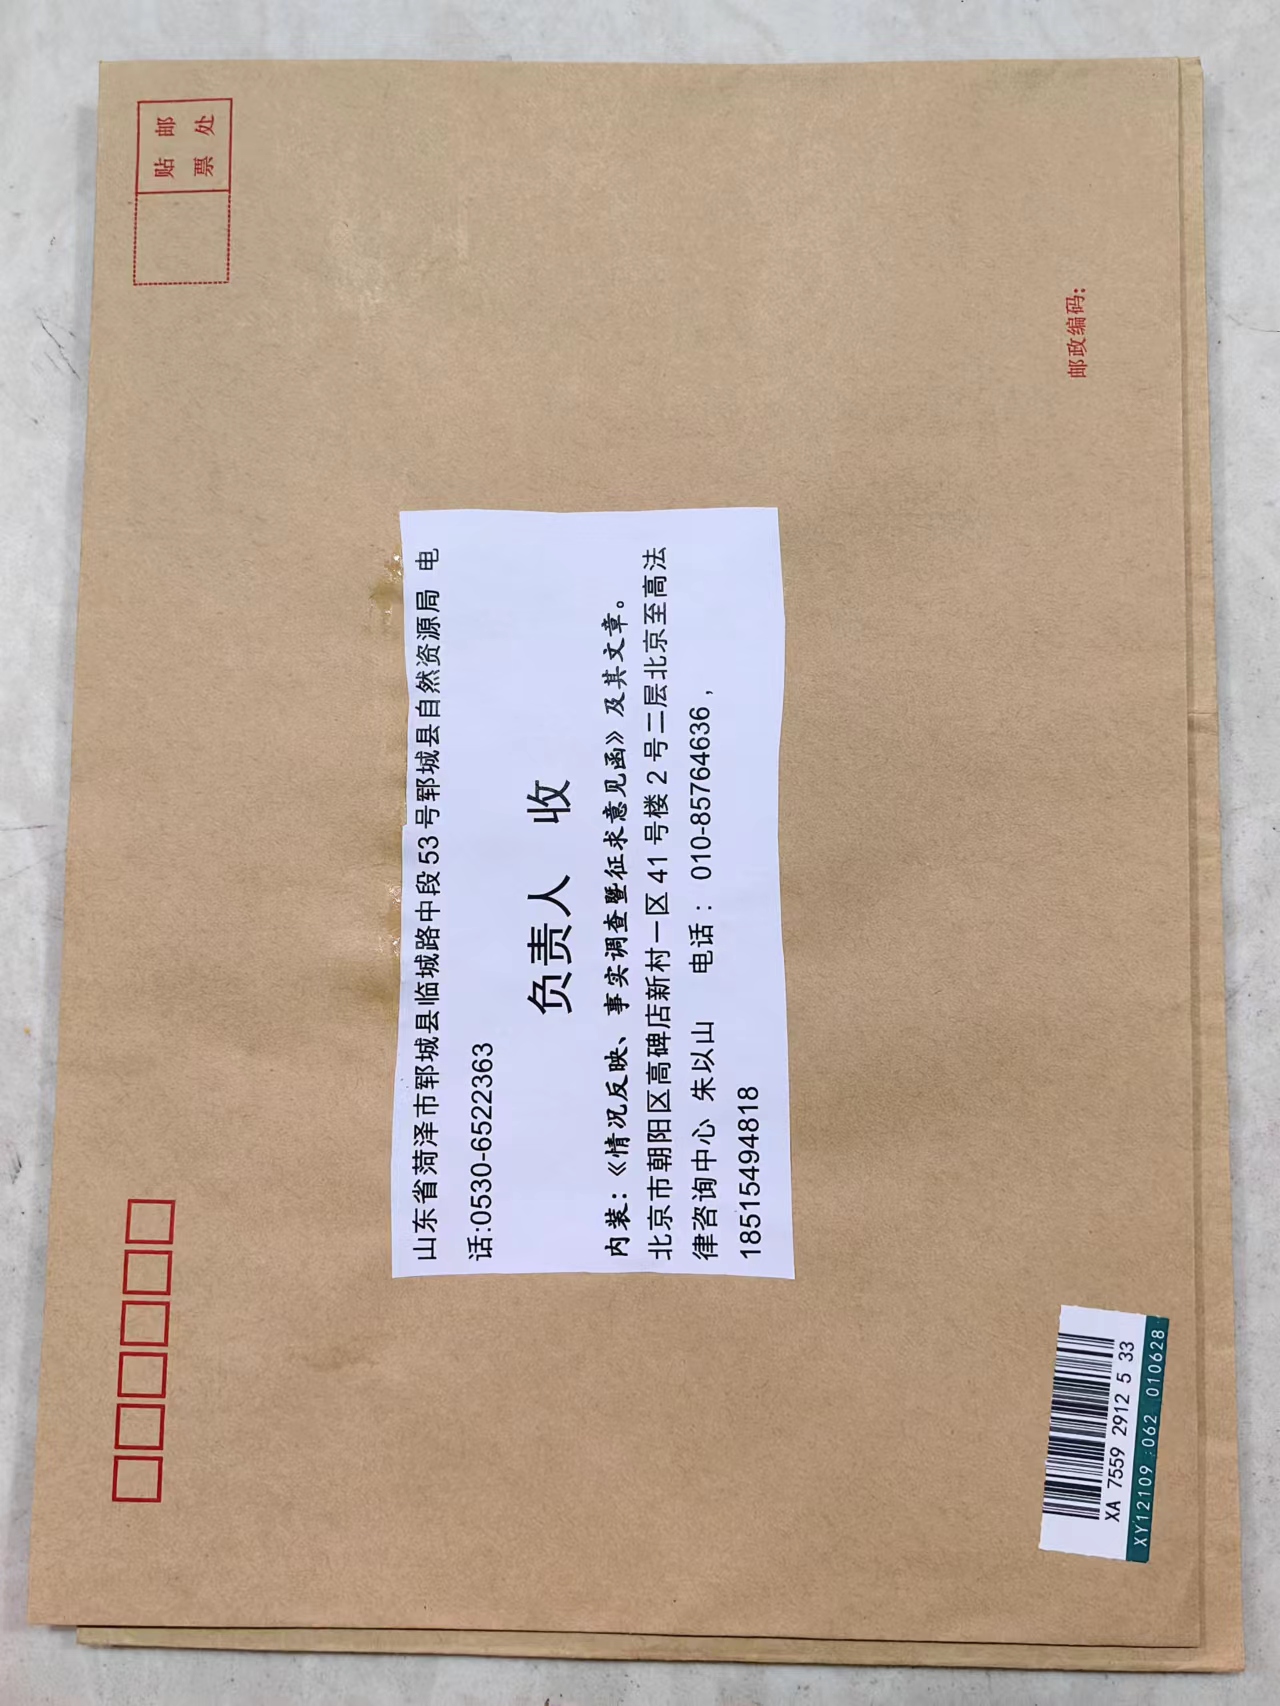 贴 邮
票 处
山东省菏泽市郓城县临城路中段 53 号郓城县自然资源局 电
话:0530-6522363
负责人 收
内装：《情况反映、事实调查暨征求意见函》及其文章。
北京市朝阳区高碑店新村一区 41 号楼 2 号二层北京至高法
律咨询中心 朱以山 电话： 010-85764636，
18515494818
邮政编码：
XA 7559 2912 5 33
XY12109 062 010628